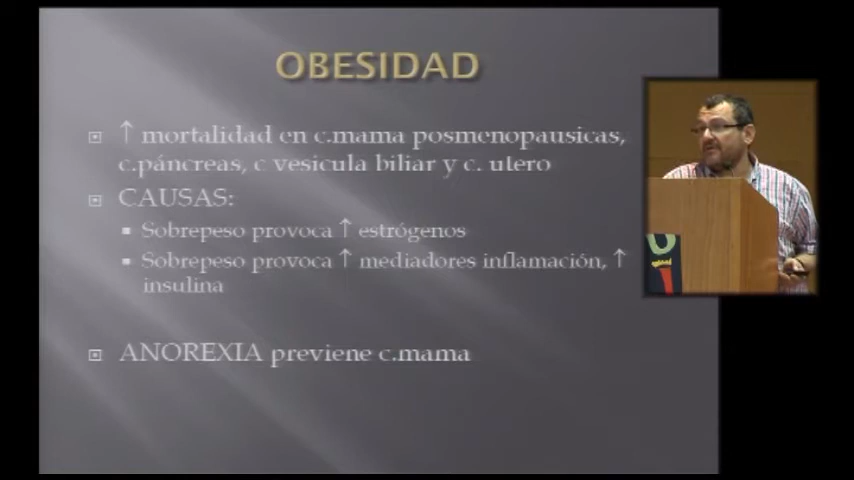 OBESIDAD
↑ mortalidad en c.mama posmenopausicas,
c.páncreas, c vesicula biliar y c. utero
CAUSAS:
Sobrepeso provoca ↑ estrógenos
Sobrepeso provoca ↑ mediadores inflamación, ↑
insulina
ANOREXIA previene c.mama